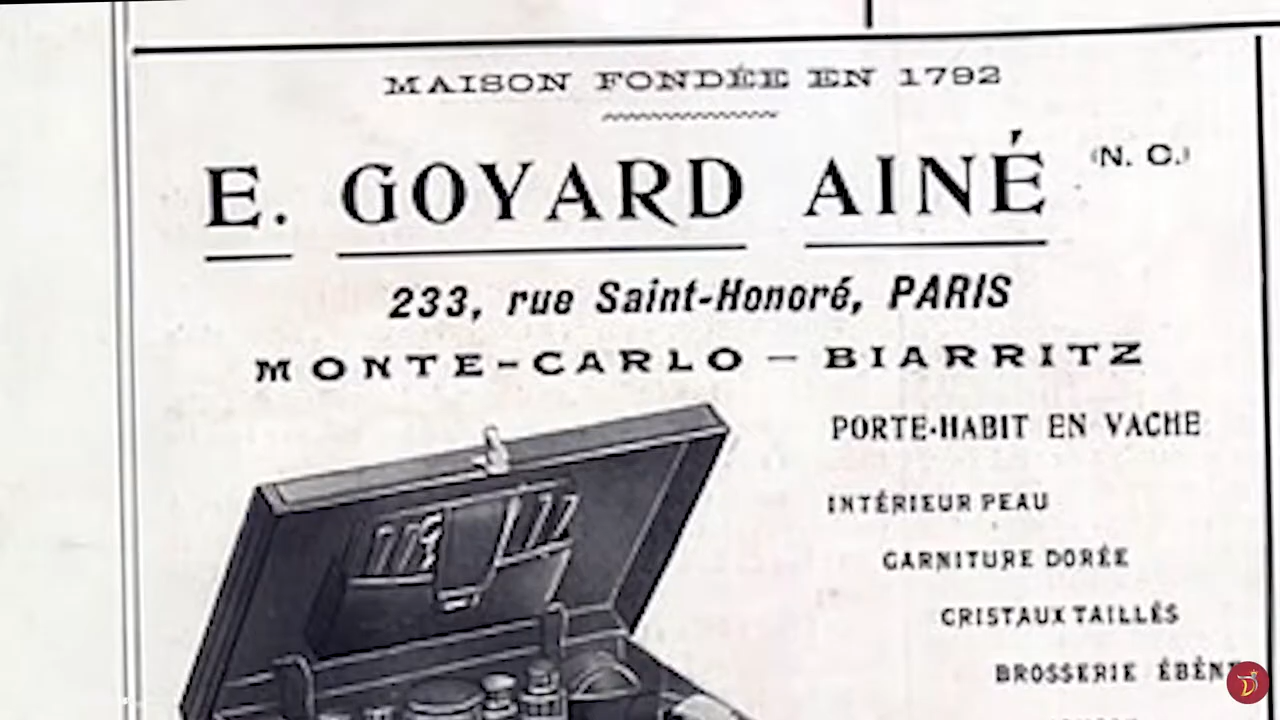 MAISON FONDÉE EN 1792
E. GOYARD AINÉ (N. C.)
233, rue Saint-Honoré, PARIS
MONTE-CARLO — BIARRITZ
PORTE-HABIT EN VACHE
INTÉRIEUR PEAU
GARNITURE DORÉE
CRISTAUX TAILLÉS
BROSSERIE